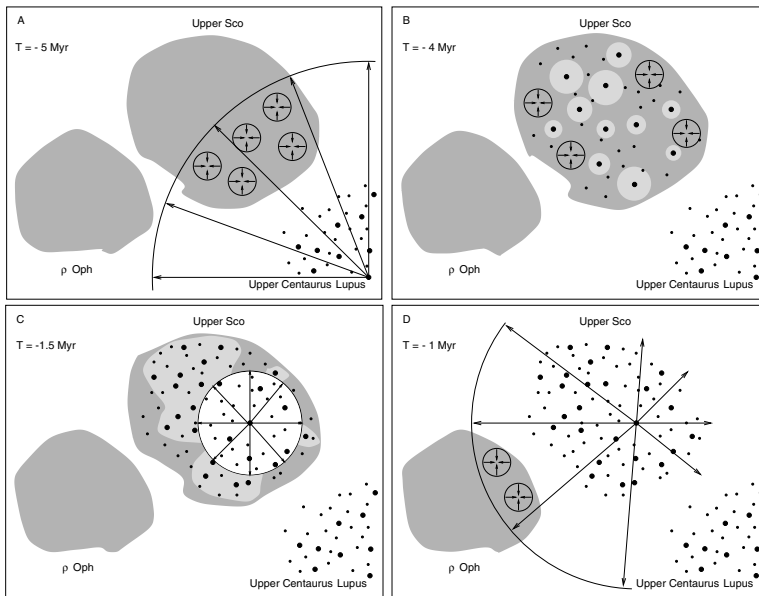 A
Upper Sco
T = - 5 Myr
ρ Oph
Upper Centaurus Lupus
B
Upper Sco
T = - 4 Myr
ρ Oph
Upper Centaurus Lupus
C
Upper Sco
T = -1.5 Myr
ρ Oph
Upper Centaurus Lupus
D
Upper Sco
T = - 1 Myr
ρ Oph
Upper Centaurus Lupus